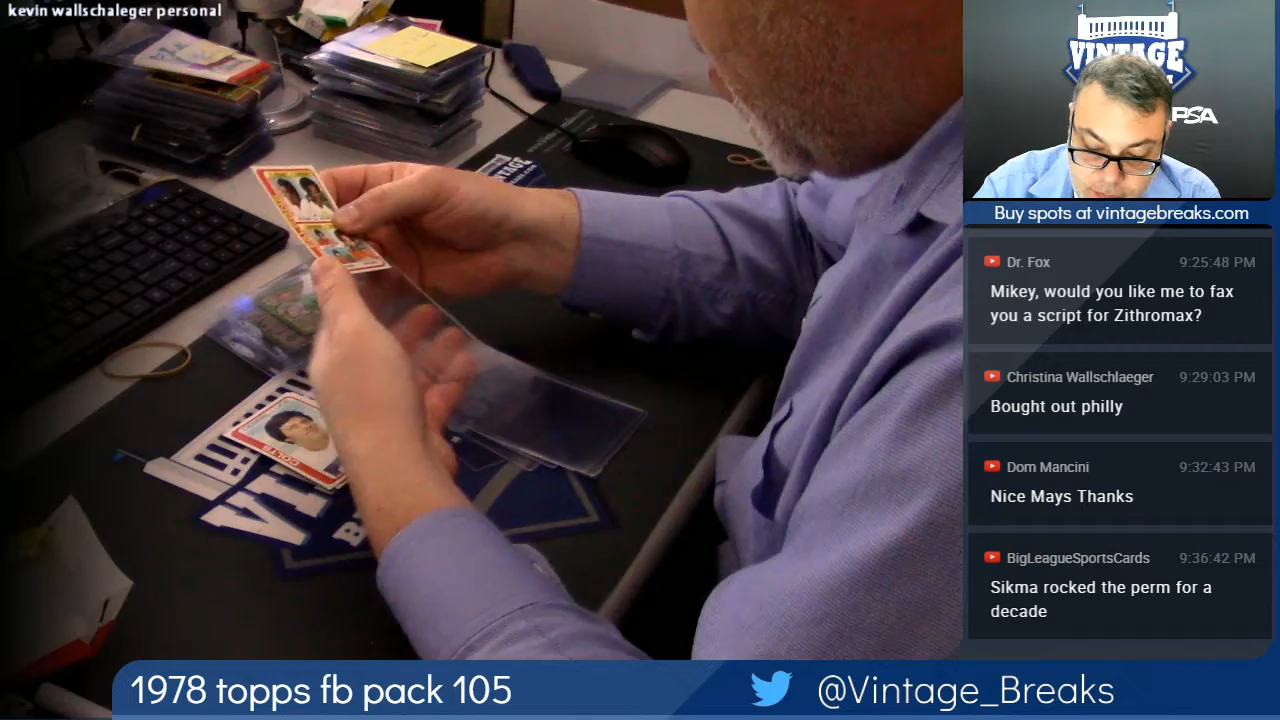 kevin wallschaleger personal
VINTAGE
PSA
Buy spots at vintagebreaks.com
Dr. Fox 9:25:48 PM
Mikey, would you like me to fax
you a script for Zithromax?
Christina Wallschlaeger 9:29:03 PM
Bought out philly
Dom Mancini 9:32:43 PM
Nice Mays Thanks
BigLeagueSportsCards 9:36:42 PM
Sikma rocked the perm for a
decade
COLTS
VI
B
1978 topps fb pack 105
@Vintage_Breaks